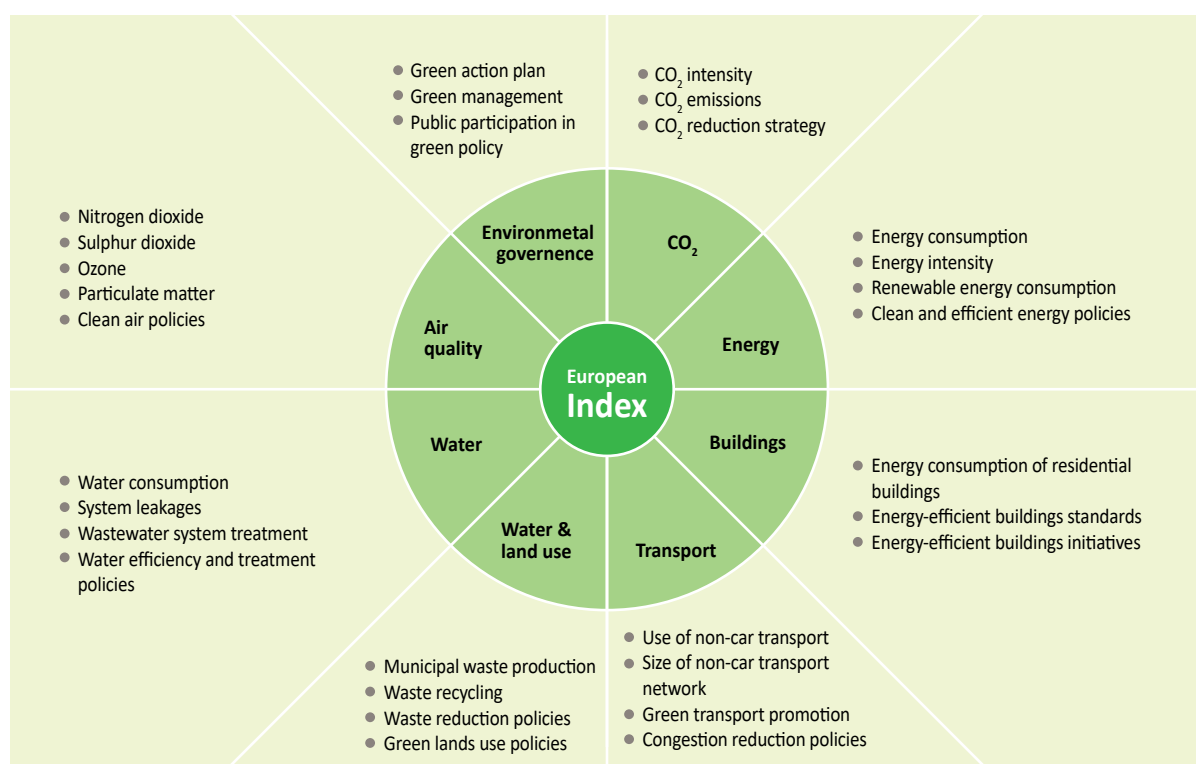 Green action plan
Green management
Public participation in
green policy
CO₂ intensity
CO₂ emissions
CO₂ reduction strategy
Nitrogen dioxide
Sulphur dioxide
Ozone
Particulate matter
Clean air policies
Environmetal
governence
CO₂
Energy consumption
Energy intensity
Renewable energy consumption
Clean and efficient energy policies
Air
quality
Energy
European
Index
Water
Buildings
Water consumption
System leakages
Wastewater system treatment
Water efficiency and treatment
policies
Energy consumption of residential
buildings
Energy-efficient buildings standards
Energy-efficient buildings initiatives
Water &
land use
Transport
Municipal waste production
Waste recycling
Waste reduction policies
Green lands use policies
Use of non-car transport
Size of non-car transport
network
Green transport promotion
Congestion reduction policies